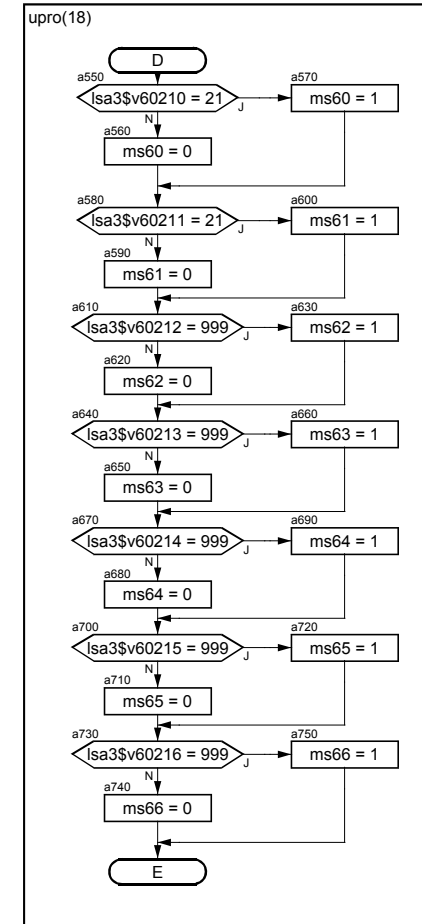 upro(18)
D
a550
lsa3$v60210 = 21
J
a570
ms60 = 1
N
a560
ms60 = 0
a580
lsa3$v60211 = 21
J
a600
ms61 = 1
N
a590
ms61 = 0
a610
lsa3$v60212 = 999
J
a630
ms62 = 1
N
a620
ms62 = 0
a640
lsa3$v60213 = 999
J
a660
ms63 = 1
N
a650
ms63 = 0
a670
lsa3$v60214 = 999
J
a690
ms64 = 1
N
a680
ms64 = 0
a700
lsa3$v60215 = 999
J
a720
ms65 = 1
N
a710
ms65 = 0
a730
lsa3$v60216 = 999
J
a750
ms66 = 1
N
a740
ms66 = 0
E